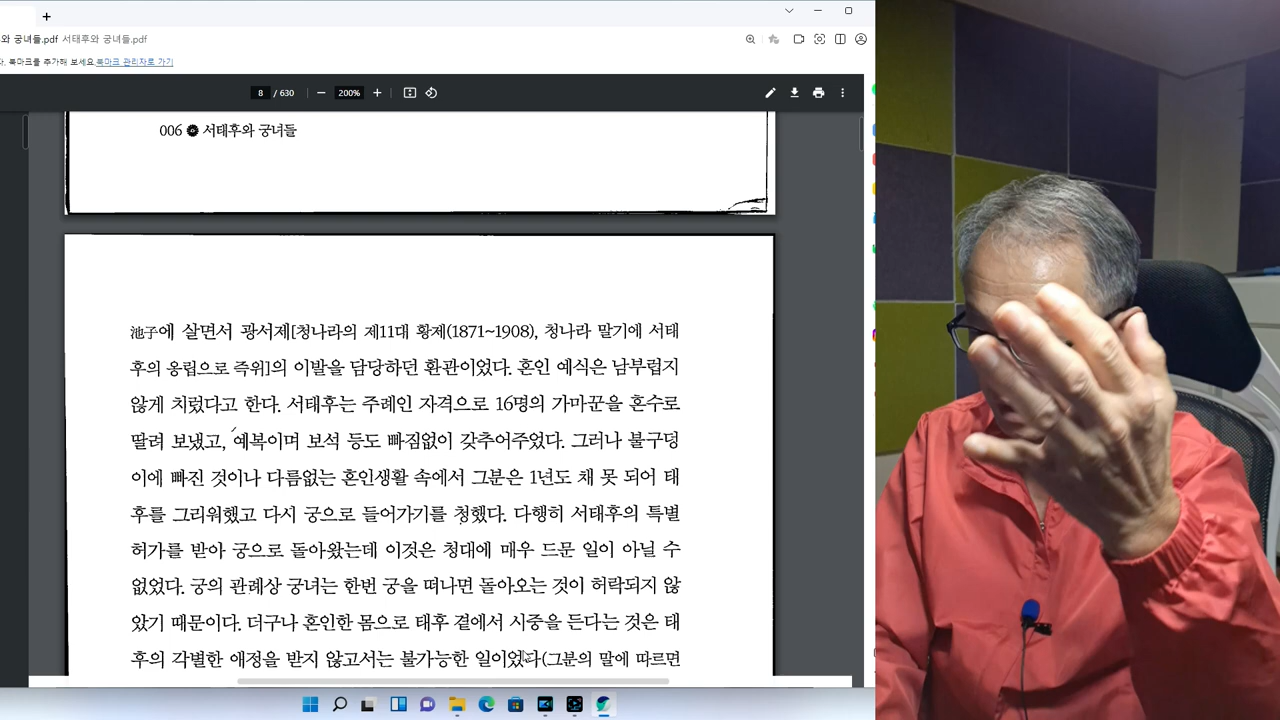 와 궁녀들.pdf 서태후와 궁녀들.pdf
다. 북마크를 추가해 보세요.북마크 관리자로 가기
8 / 630 200%
006 서태후와 궁녀들
池子에 살면서 광서제[청나라의 제11대 황제(1871~1908), 청나라 말기에 서태
후의 옹립으로 즉위]의 이발을 담당하던 환관이었다. 혼인 예식은 남부럽지
않게 치렀다고 한다. 서태후는 주례인 자격으로 16명의 가마꾼을 혼수로
딸려 보냈고, 예복이며 보석 등도 빠짐없이 갖추어주었다. 그러나 불구덩
이에 빠진 것이나 다름없는 혼인생활 속에서 그분은 1년도 채 못 되어 태
후를 그리워했고 다시 궁으로 들어가기를 청했다. 다행히 서태후의 특별
허가를 받아 궁으로 돌아왔는데 이것은 청대에 매우 드문 일이 아닐 수
없었다. 궁의 관례상 궁녀는 한번 궁을 떠나면 돌아오는 것이 허락되지 않
았기 때문이다. 더구나 혼인한 몸으로 태후 곁에서 시중을 든다는 것은 태
후의 각별한 애정을 받지 않고서는 불가능한 일이었다(그분의 말에 따르면